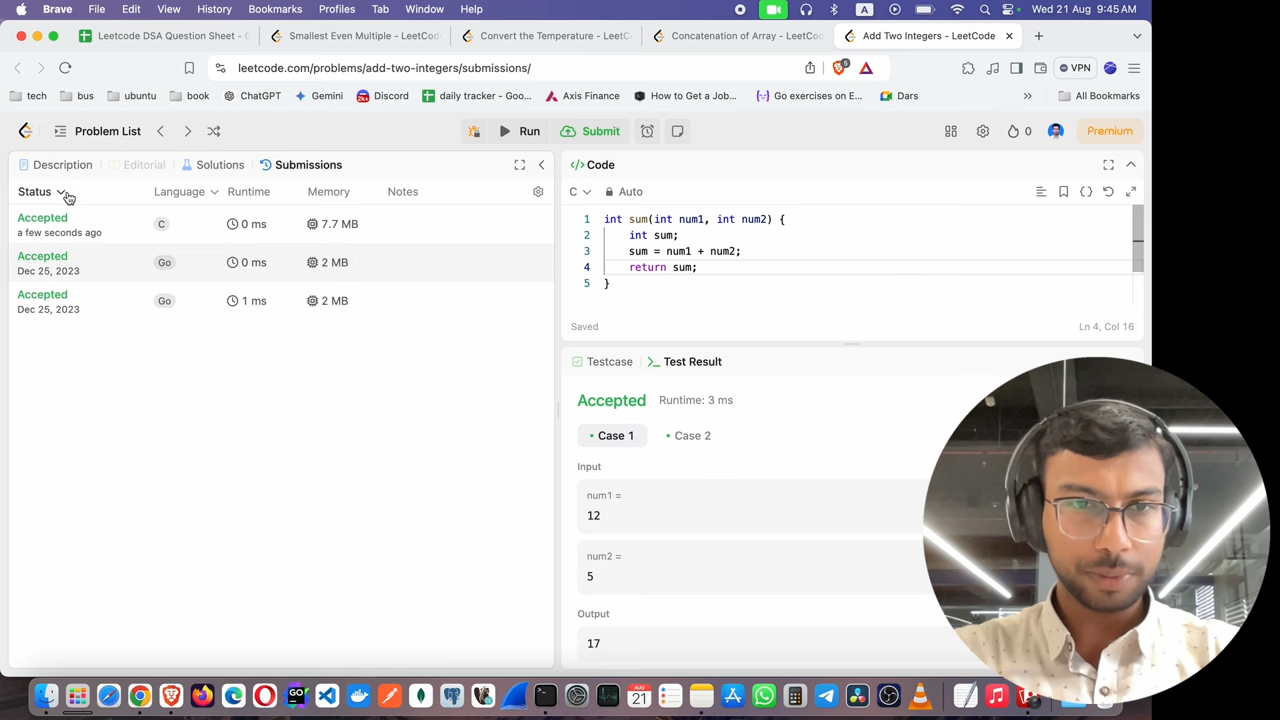 Brave File Edit View History Bookmarks Profiles Tab Window Help A Wed 21 Aug 9:45 AM
Leetcode DSA Question Sheet - G Smallest Even Multiple - LeetCode Convert the Temperature - LeetC Concatenation of Array - LeetCo Add Two Integers - LeetCode
leetcode.com/problems/add-two-integers/submissions/ 6 VPN
tech bus ubuntu book ChatGPT Gemini Discord daily tracker - Goo... Axis Finance How to Get a Job... Go exercises on E... Dars » All Bookmarks
Problem List Run Submit 0 Premium
Description Editorial Solutions Submissions
Status Language Runtime Memory Notes
Accepted C 0 ms 7.7 MB
a few seconds ago
Accepted Go 0 ms 2 MB
Dec 25, 2023
Accepted Go 1 ms 2 MB
Dec 25, 2023
</> Code
C Auto
1 int sum(int num1, int num2) {
2 int sum;
3 sum = num1 + num2;
4 return sum;
5 }
Saved Ln 4, Col 16
Testcase Test Result
Accepted Runtime: 3 ms
• Case 1 • Case 2
Input
num1 =
12
num2 =
5
Output
17
GO AUG 21